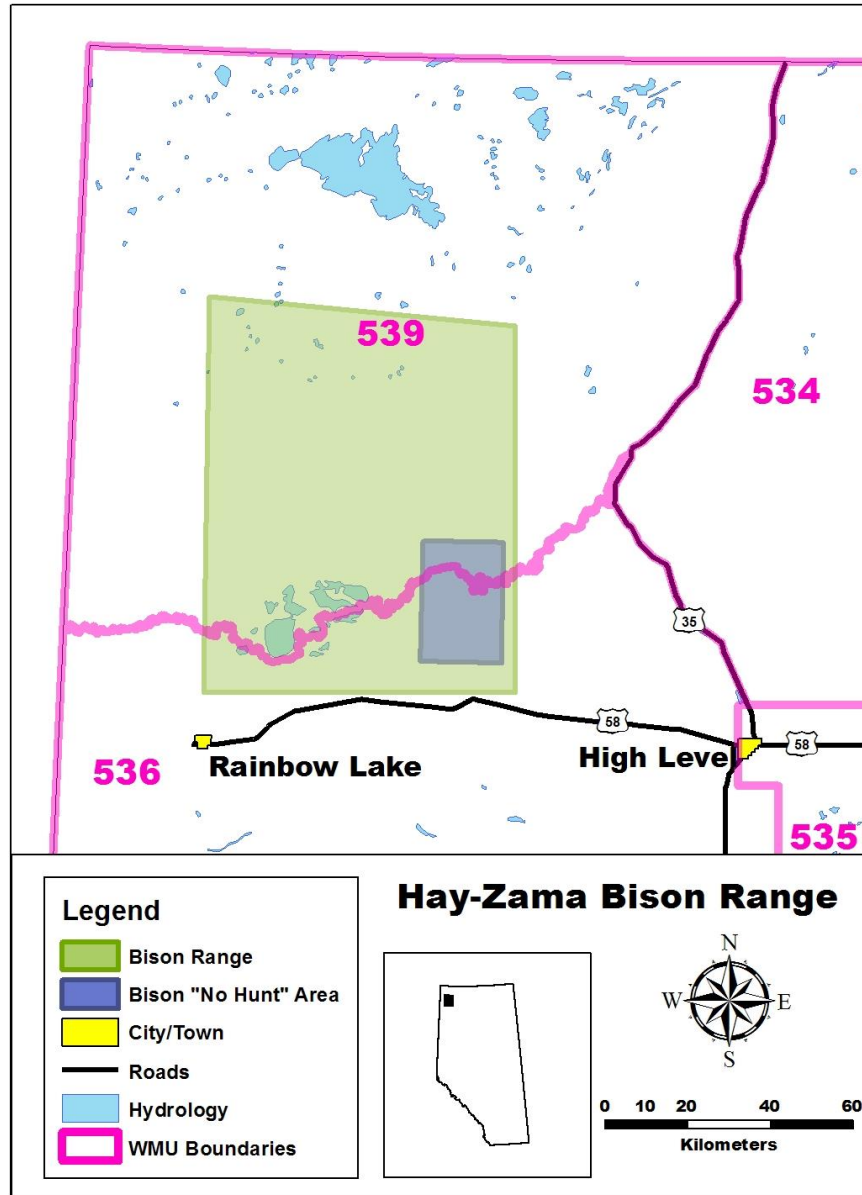 539
534
35
58
58
High Level
Rainbow Lake
536
535
Hay-Zama Bison Range
Legend
Bison Range
Bison "No Hunt" Area
City/Town
Roads
Hydrology
WMU Boundaries
N
W E
S
0 10 20 40 60
Kilometers